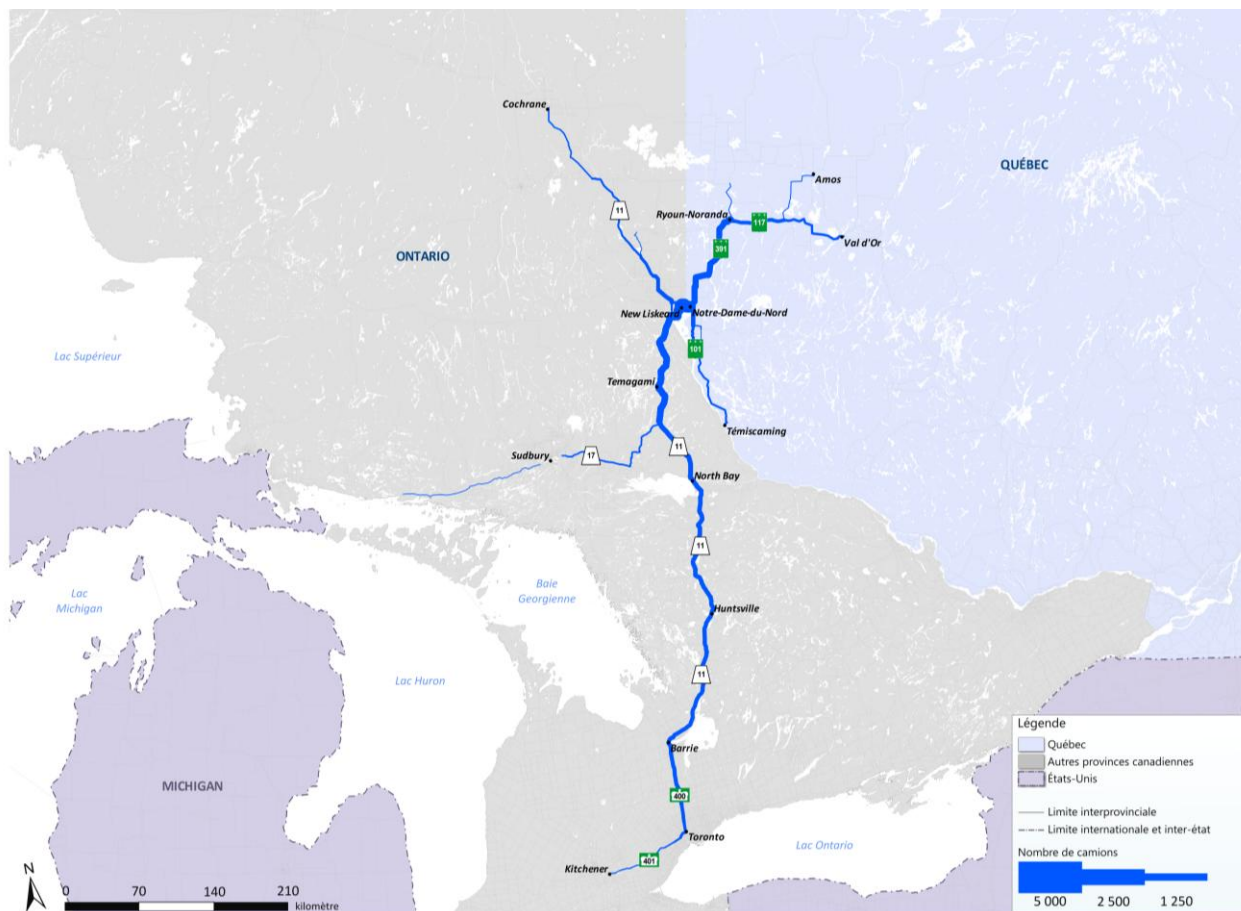 Cochrane
11
QUÉBEC
Amos
Ryoun-Noranda
117
Val d'Or
391
ONTARIO
New Liskeard
Notre-Dame-du-Nord
101
Lac Supérieur
Temagami
Témiscaming
Sudbury
17
11
North Bay
11
Lac
Michigan
Baie
Georgienne
Huntsville
11
Lac Huron
Barrie
MICHIGAN
400
Toronto
Lac Ontario
401
Kitchener
N
0 70 140 210
kilomètre
Légende
Québec
Autres provinces canadiennes
États-Unis
Limite interprovinciale
Limite internationale et inter-état
Nombre de camions
5 000 2 500 1 250